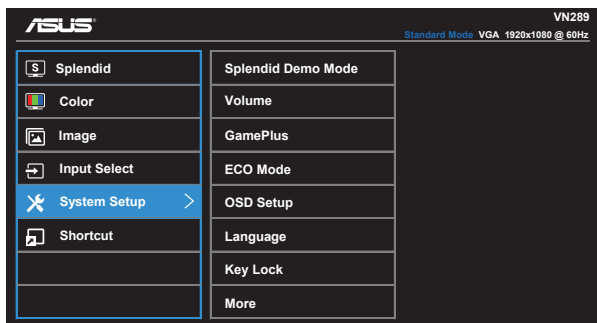 ASUS
VN289
Standard Mode VGA 1920x1080 @ 60Hz
S Splendid
Color
Image
Input Select
System Setup >
Shortcut
Splendid Demo Mode
Volume
GamePlus
ECO Mode
OSD Setup
Language
Key Lock
More